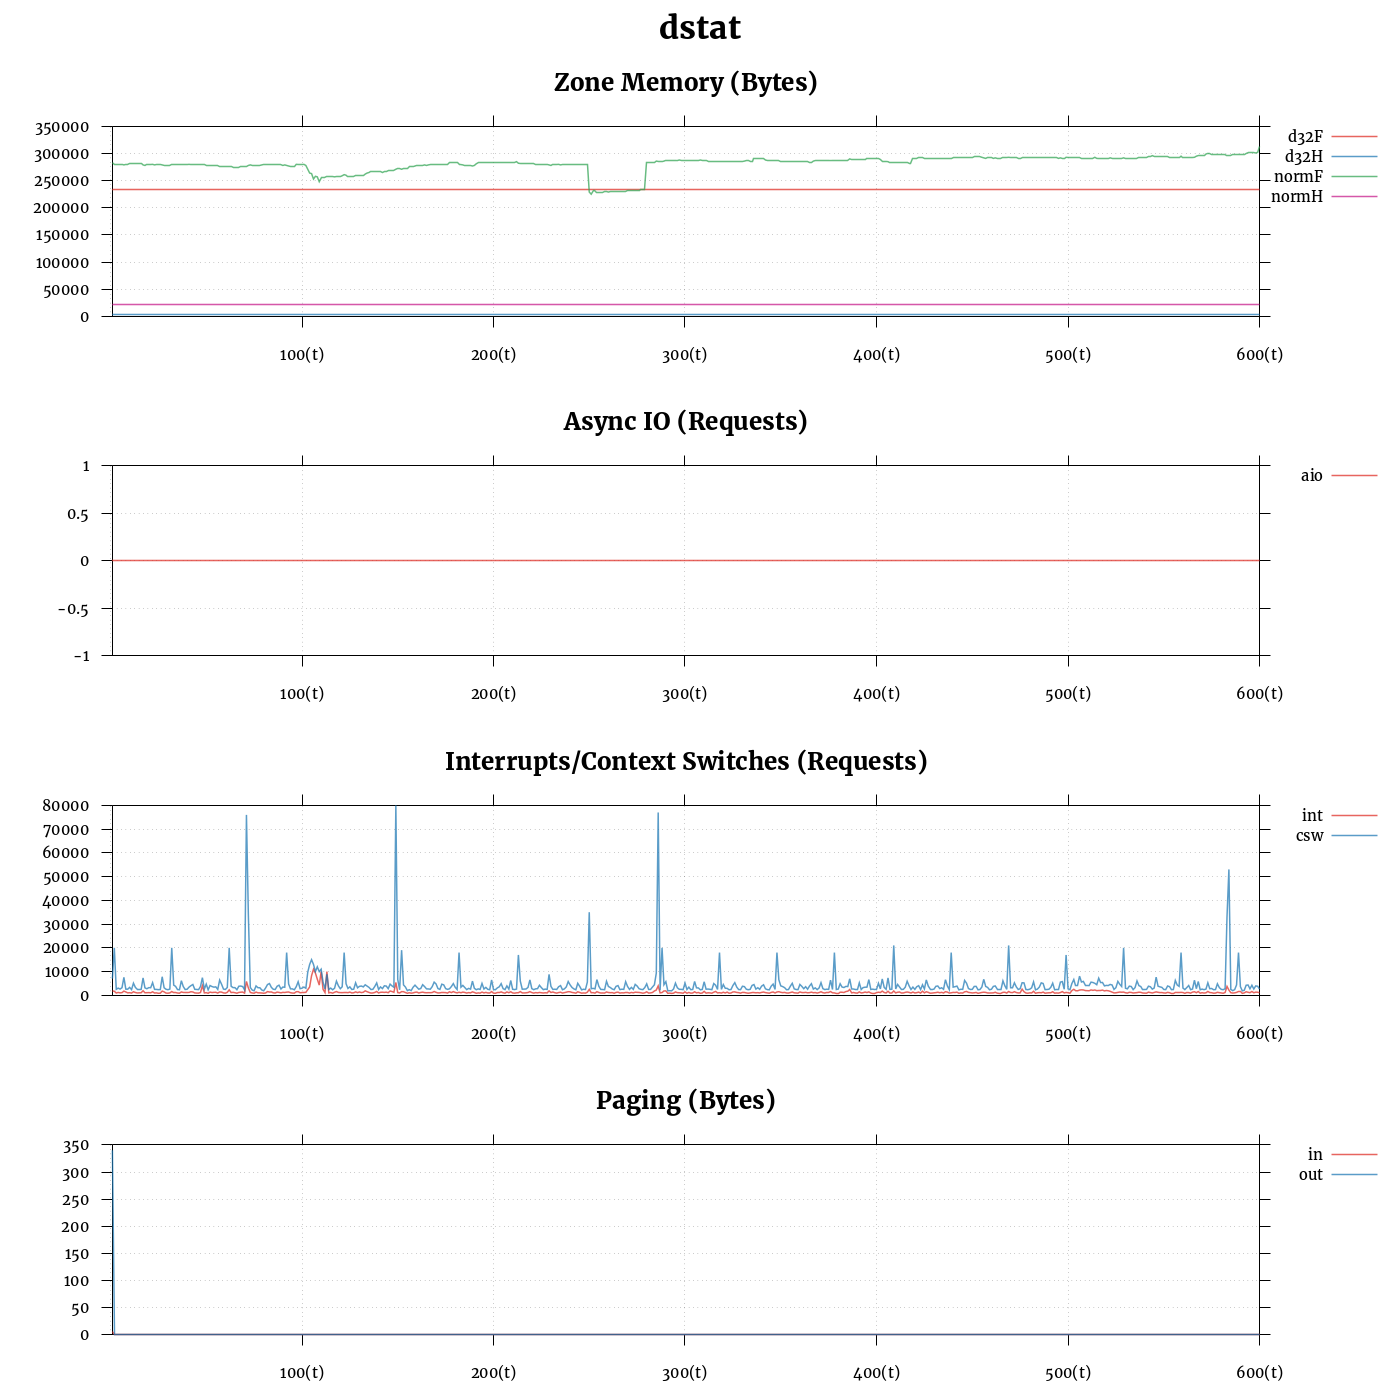 dstat
Zone Memory (Bytes)
350000
300000
250000
200000
150000
100000
50000
0
d32F
d32H
normF
normH
100(t) 200(t) 300(t) 400(t) 500(t) 600(t)
Async IO (Requests)
1
0.5
0
-0.5
-1
aio
100(t) 200(t) 300(t) 400(t) 500(t) 600(t)
Interrupts/Context Switches (Requests)
80000
70000
60000
50000
40000
30000
20000
10000
0
int
csw
100(t) 200(t) 300(t) 400(t) 500(t) 600(t)
Paging (Bytes)
350
300
250
200
150
100
50
0
in
out
100(t) 200(t) 300(t) 400(t) 500(t) 600(t)